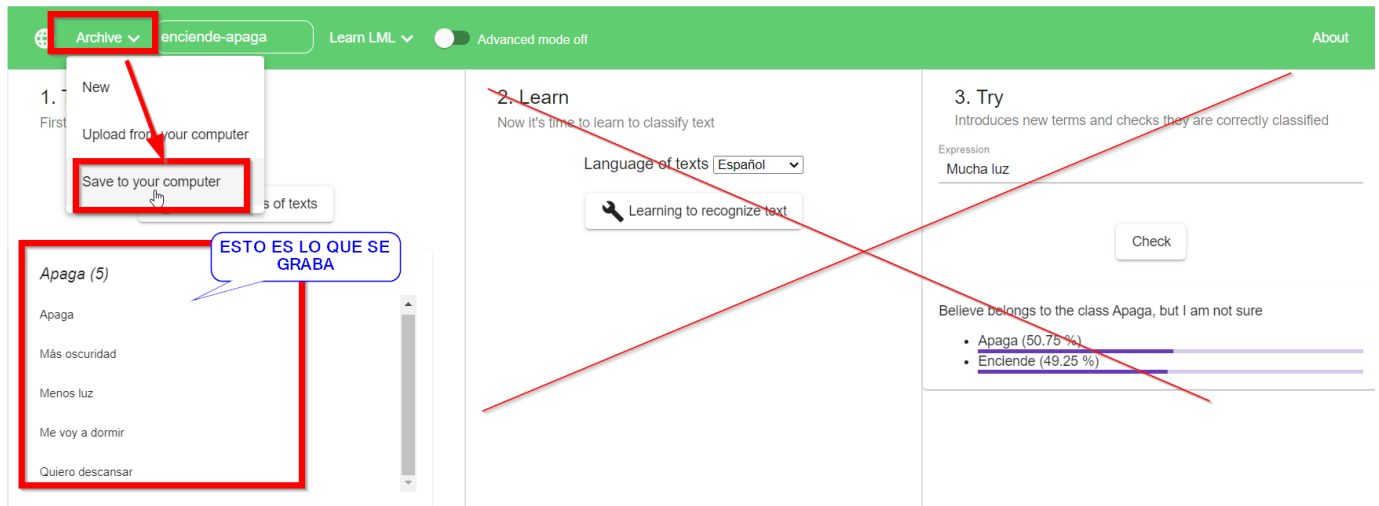 Archive
enciende-apaga
Learn LML
Advanced mode off
About
New
Upload from your computer
Save to your computer
1. T
First
s of texts
ESTO ES LO QUE SE
GRABA
Apaga (5)
Apaga
Más oscuridad
Menos luz
Me voy a dormir
Quiero descansar
2. Learn
Now it's time to learn to classify text
Language of texts Español
Learning to recognize text
3. Try
Introduces new terms and checks they are correctly classified
Expression
Mucha luz
Check
Believe belongs to the class Apaga, but I am not sure
Apaga (50.75 %)
Enciende (49.25 %)